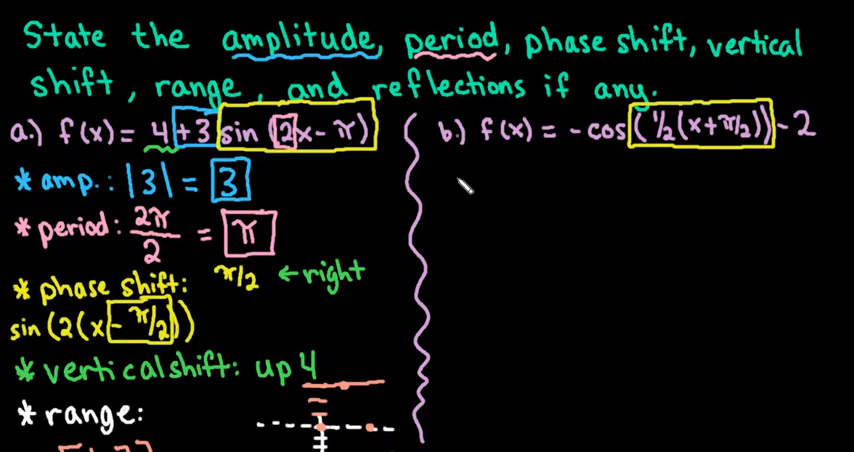 State the amplitude, period, phase shift, vertical
shift, range, and reflections if any.
a.) f(x) = 4+3 sin (2x-π)
* amp.: |3| = 3
* period: 2π/2 = π
* phase shift: π/2 ← right
sin(2(x-π/2))
* vertical shift: up 4
* range:
b.) f(x) = -cos (1/2(x+π/2)) - 2